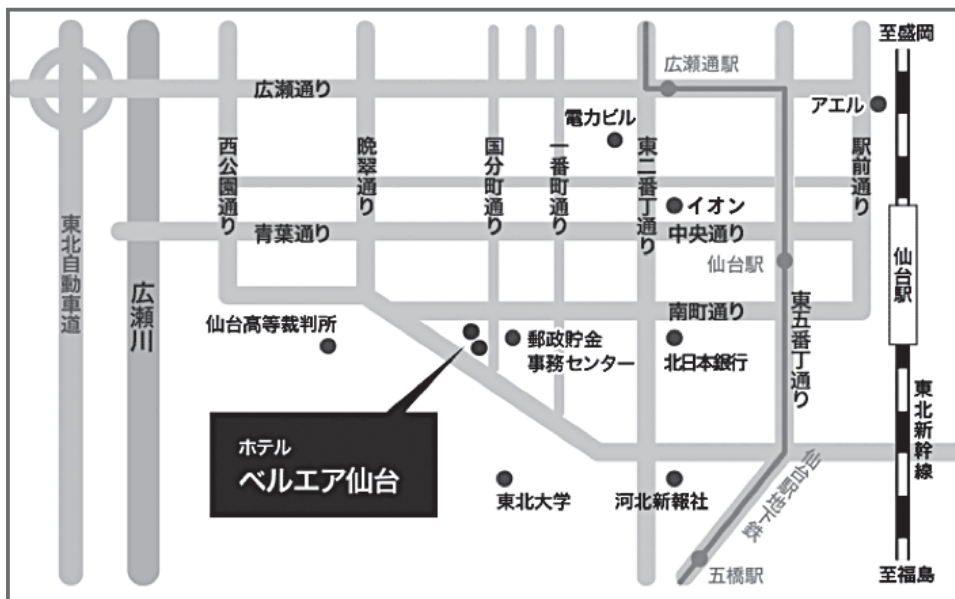 至盛岡
広瀬通駅
広瀬通り
アエル
電力ビル
西公園通り
晩翠通り
国分町通り
一番町通り
東二番丁通り
駅前通り
イオン
東北自動車道
青葉通り
中央通り
仙台駅
仙台駅
広瀬川
東五番丁通り
南町通り
仙台高等裁判所
郵政貯金
事務センター
北日本銀行
東北新幹線
ホテル
ベルエア仙台
東北大学
河北新報社
仙台駅地下鉄
五橋駅
至福島